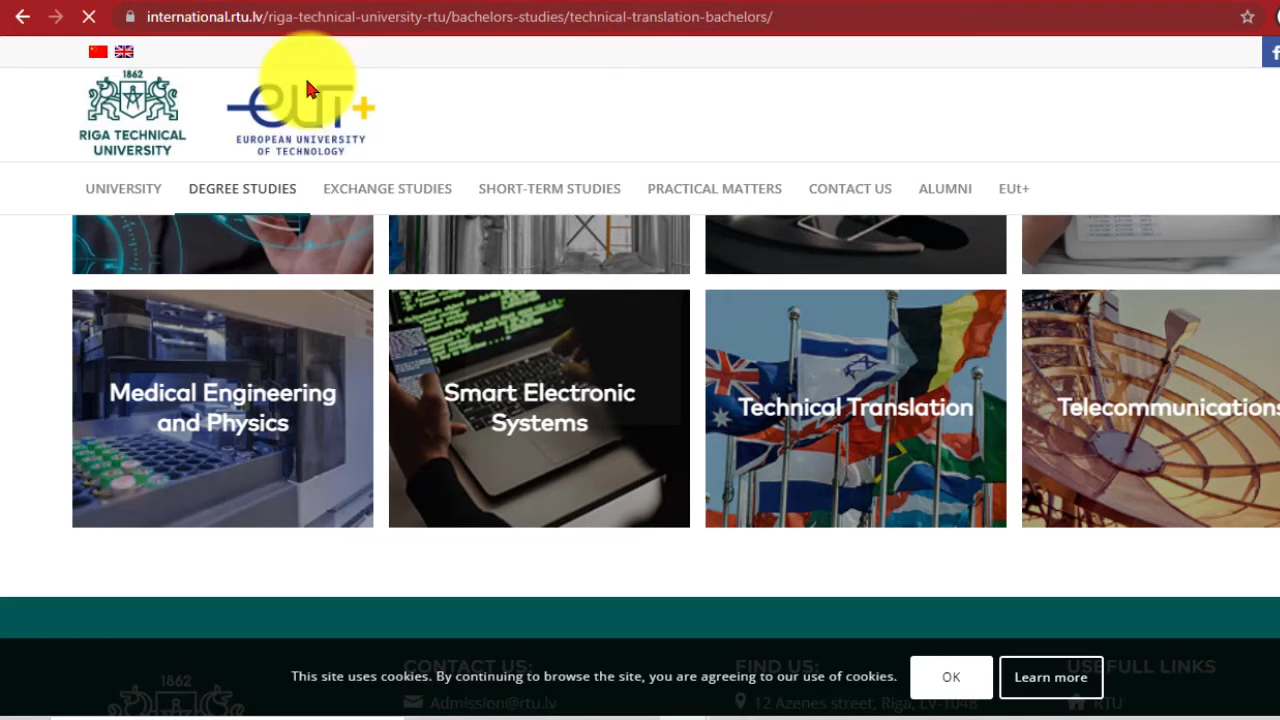 international.rtu.lv/riga-technical-university-rtu/bachelors-studies/technical-translation-bachelors/
1862
RIGA TECHNICAL
UNIVERSITY
EUt+
EUROPEAN UNIVERSITY
OF TECHNOLOGY
UNIVERSITY DEGREE STUDIES EXCHANGE STUDIES SHORT-TERM STUDIES PRACTICAL MATTERS CONTACT US ALUMNI EUt+
Medical Engineering
and Physics
Smart Electronic
Systems
Technical Translation
Telecommunications
This site uses cookies. By continuing to browse the site, you are agreeing to our use of cookies.
OK
Learn more
1862
CONTACT US:
Admission@rtu.lv
FIND US:
12 Azenes street, Riga, LV-1048
USEFULL LINKS
RTU